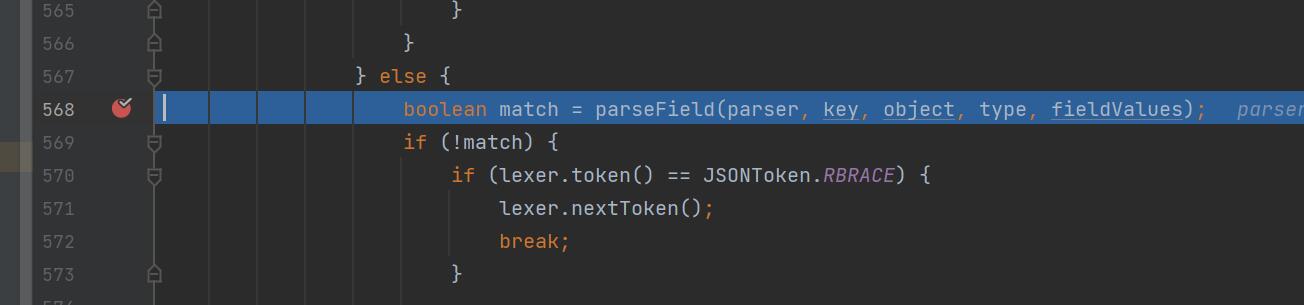 565 }
566 }
567 } else {
568 boolean match = parseField(parser, key, object, type, fieldValues); parser
569 if (!match) {
570 if (lexer.token() == JSONToken.RBRACE) {
571 lexer.nextToken();
572 break;
573 }